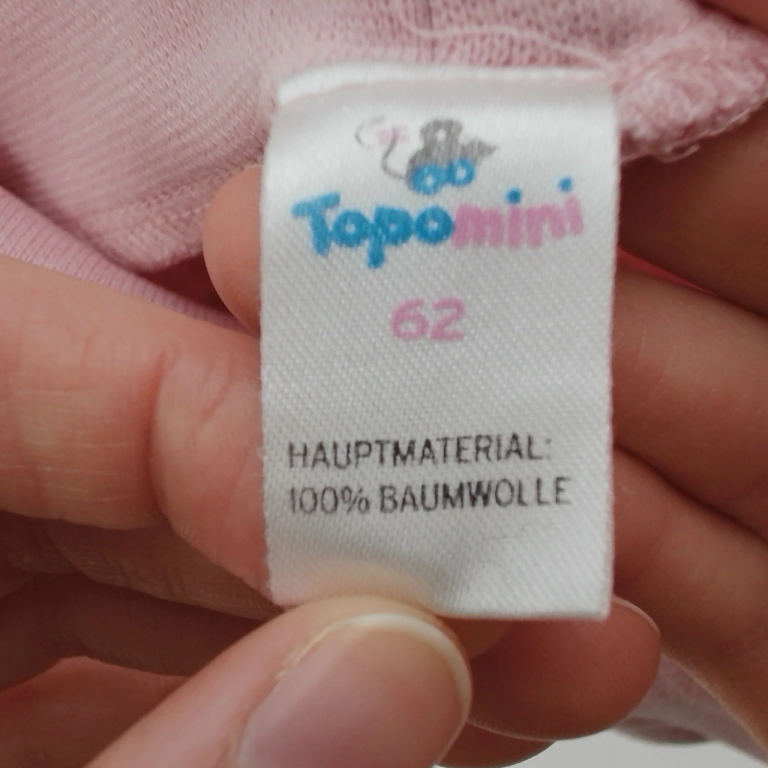 Topomini
62
HAUPTMATERIAL:
100% BAUMWOLLE